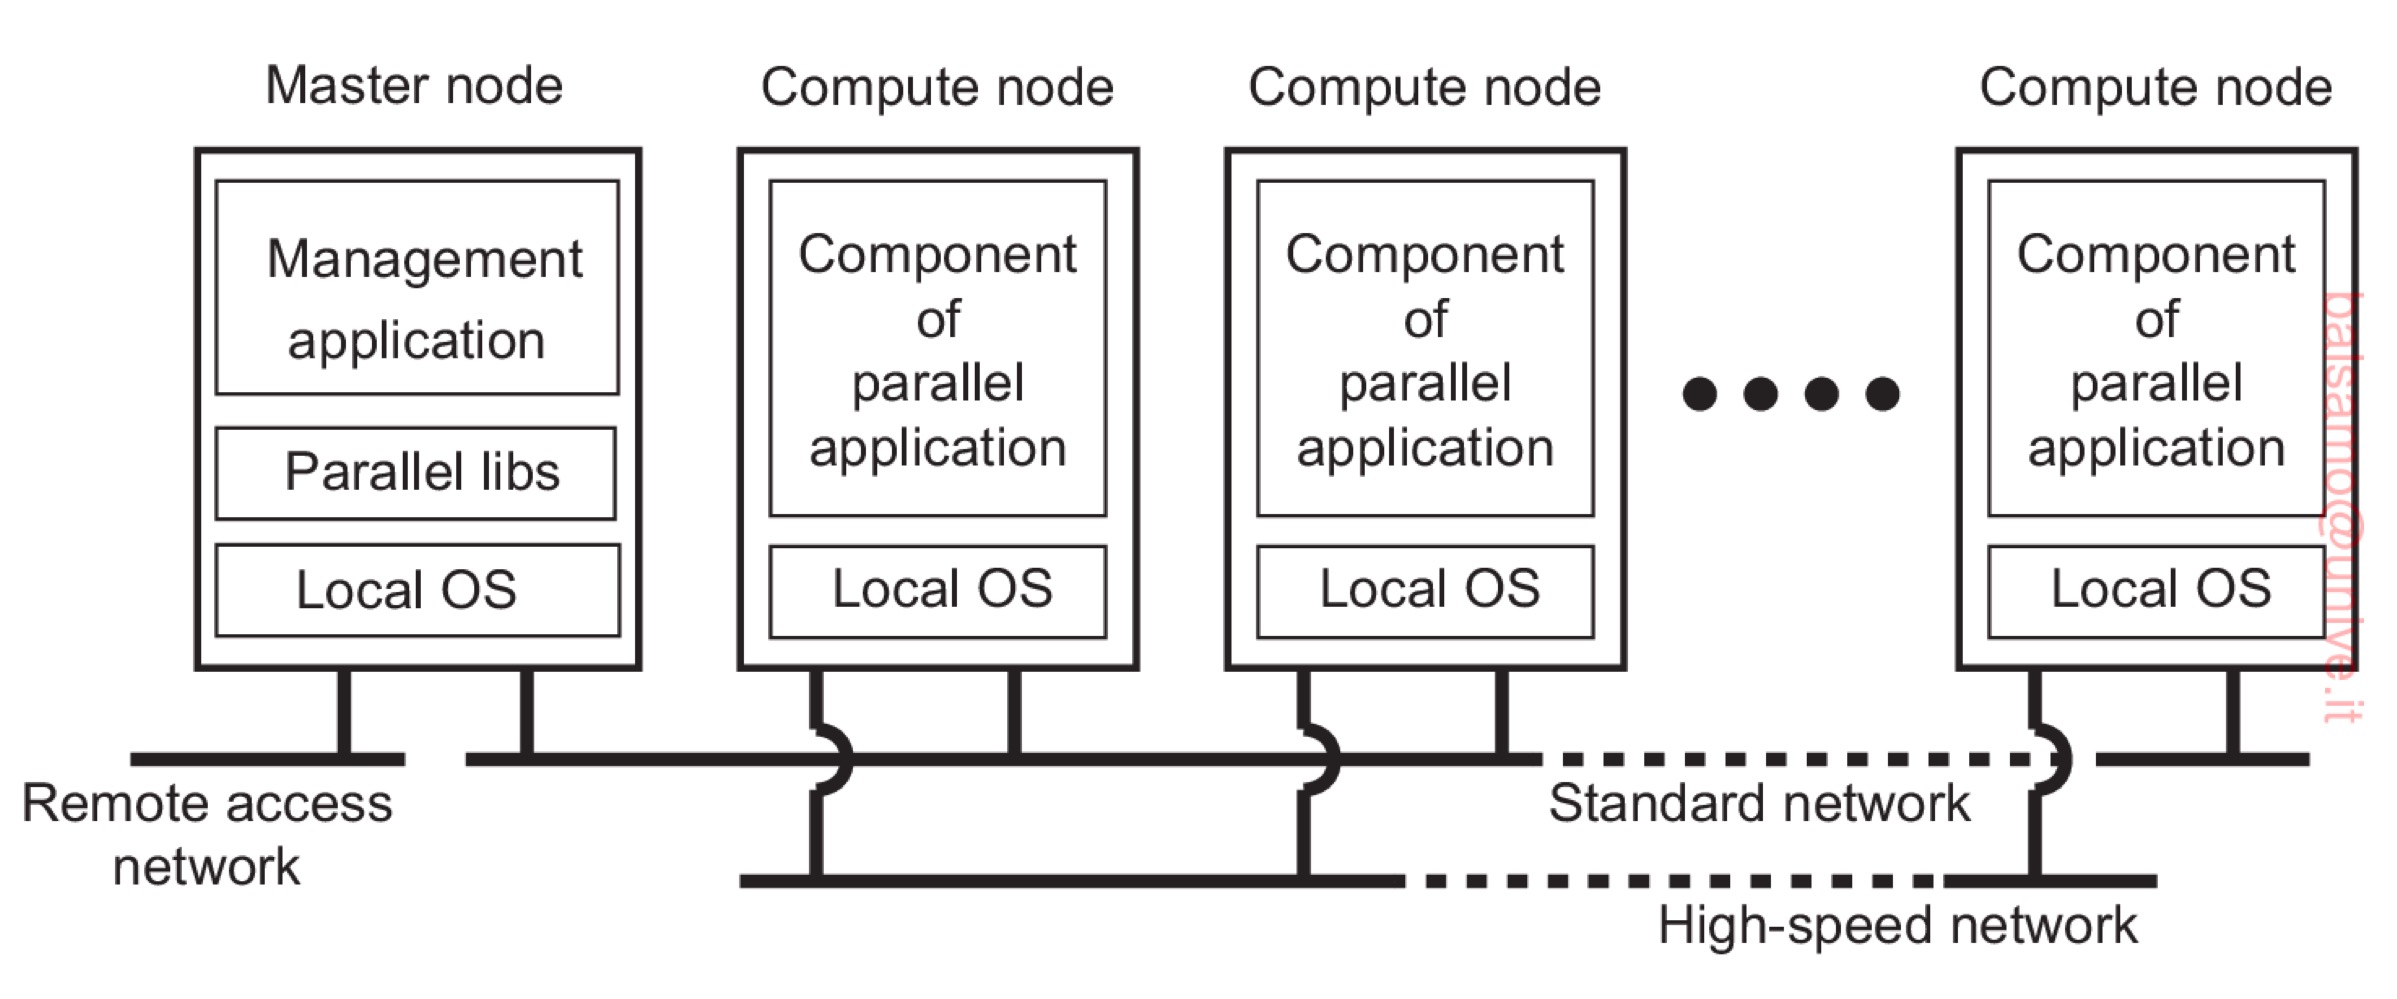 Master node
Compute node
Compute node
Compute node
Management
application
Parallel libs
Local OS
Component
of
parallel
application
Local OS
Component
of
parallel
application
Local OS
Component
of
parallel
application
Local OS
Remote access
network
Standard network
High-speed network
balsamo@unive.it